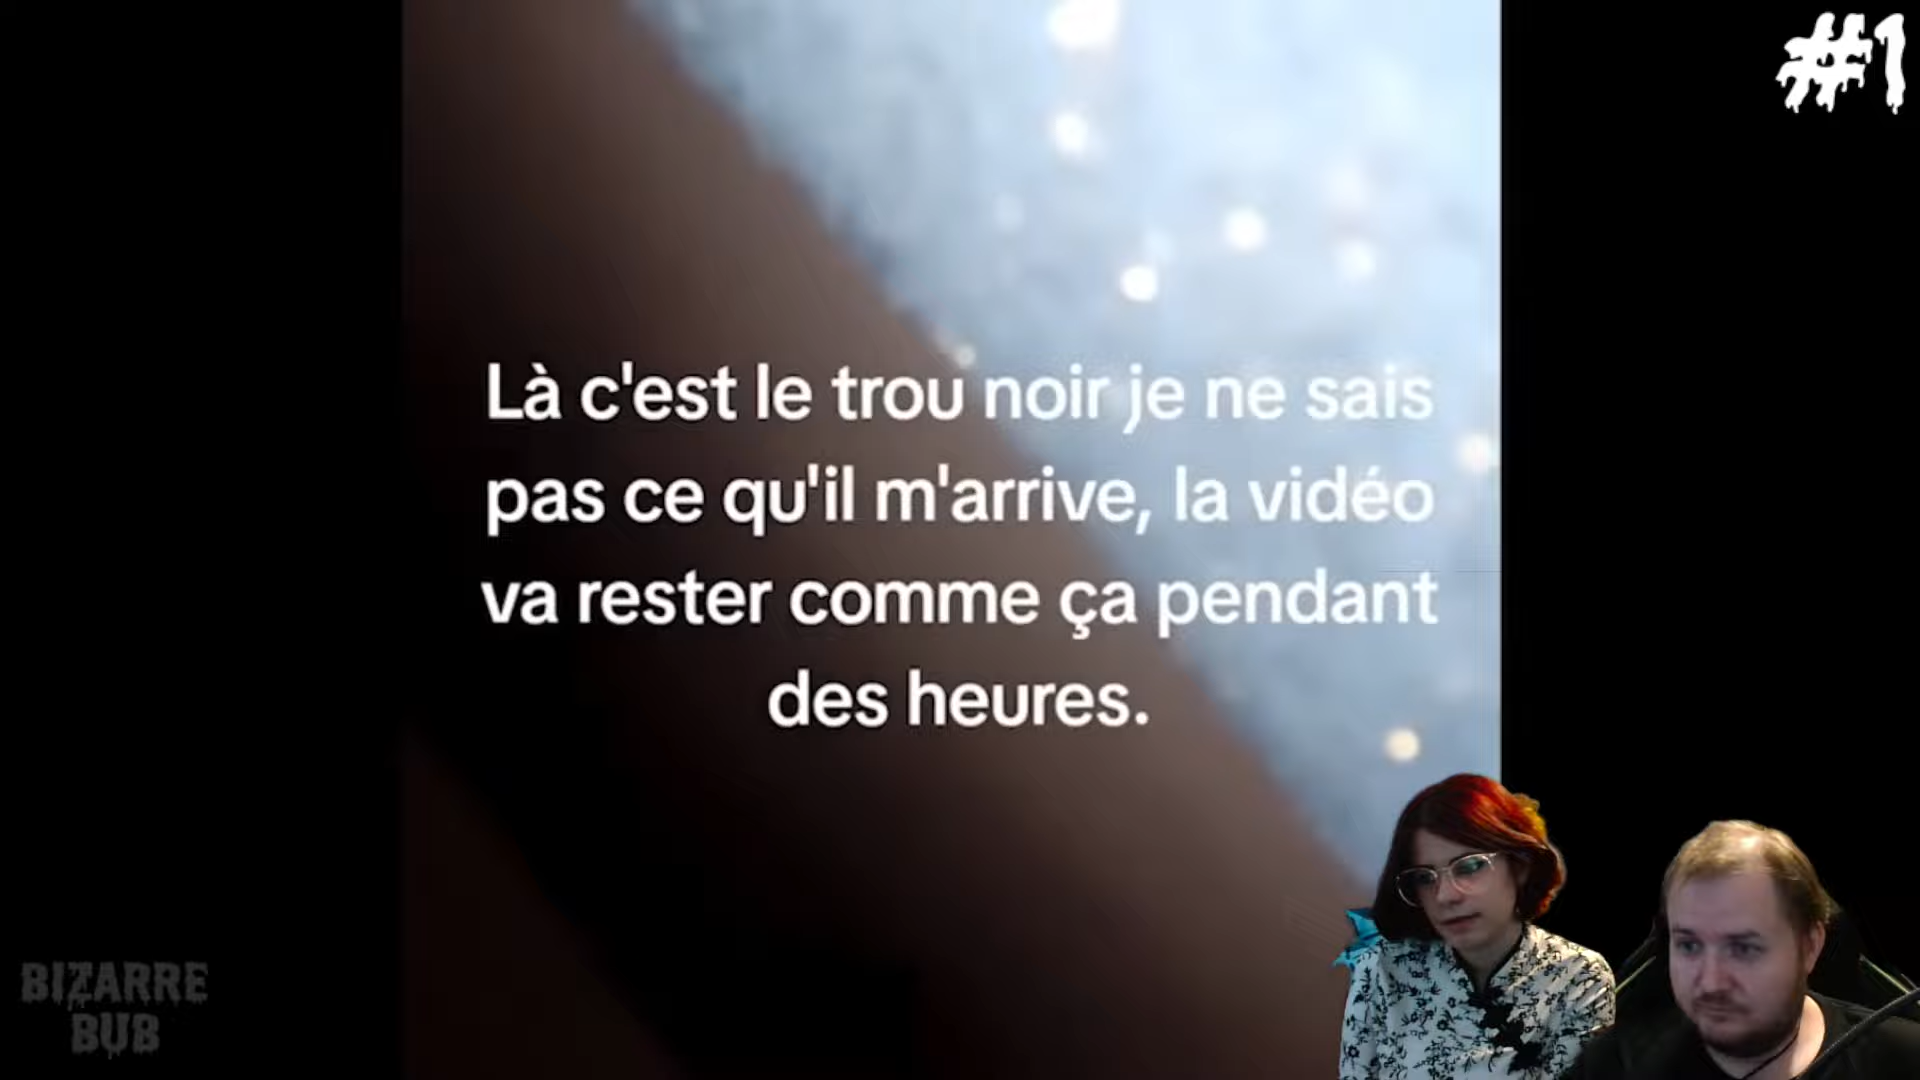 #1
Là c'est le trou noir je ne sais
pas ce qu'il m'arrive, la vidéo
va rester comme ça pendant
des heures.
BIZARRE
BUB